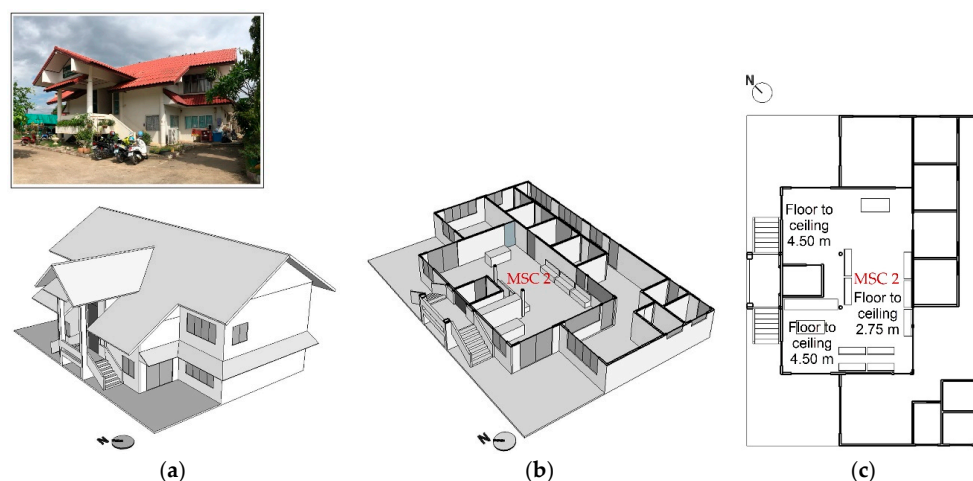 N
Floor to
ceiling
4.50 m
MSC 2
Floor to
ceiling
2.75 m
Floor to
ceiling
4.50 m
MSC 2
N
N
(a)
(b)
(c)